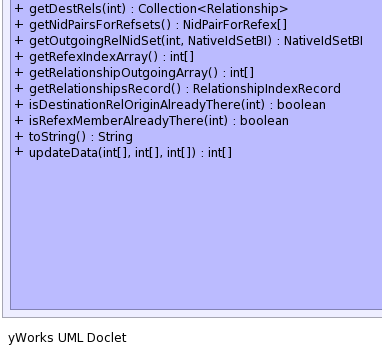 + getDestRels(int) : Collection<Relationship>
+ getNidPairsForRefsets() : NidPairForRefex[]
+ getOutgoingRelNidSet(int, NativeIdSetBI) : NativeIdSetBI
+ getRefexIndexArray() : int[]
+ getRelationshipOutgoingArray() : int[]
+ getRelationshipsRecord() : RelationshipIndexRecord
+ isDestinationRelOriginAlreadyThere(int) : boolean
+ isRefexMemberAlreadyThere(int) : boolean
+ toString() : String
+ updateData(int[], int[], int[]) : int[]
yWorks UML Doclet